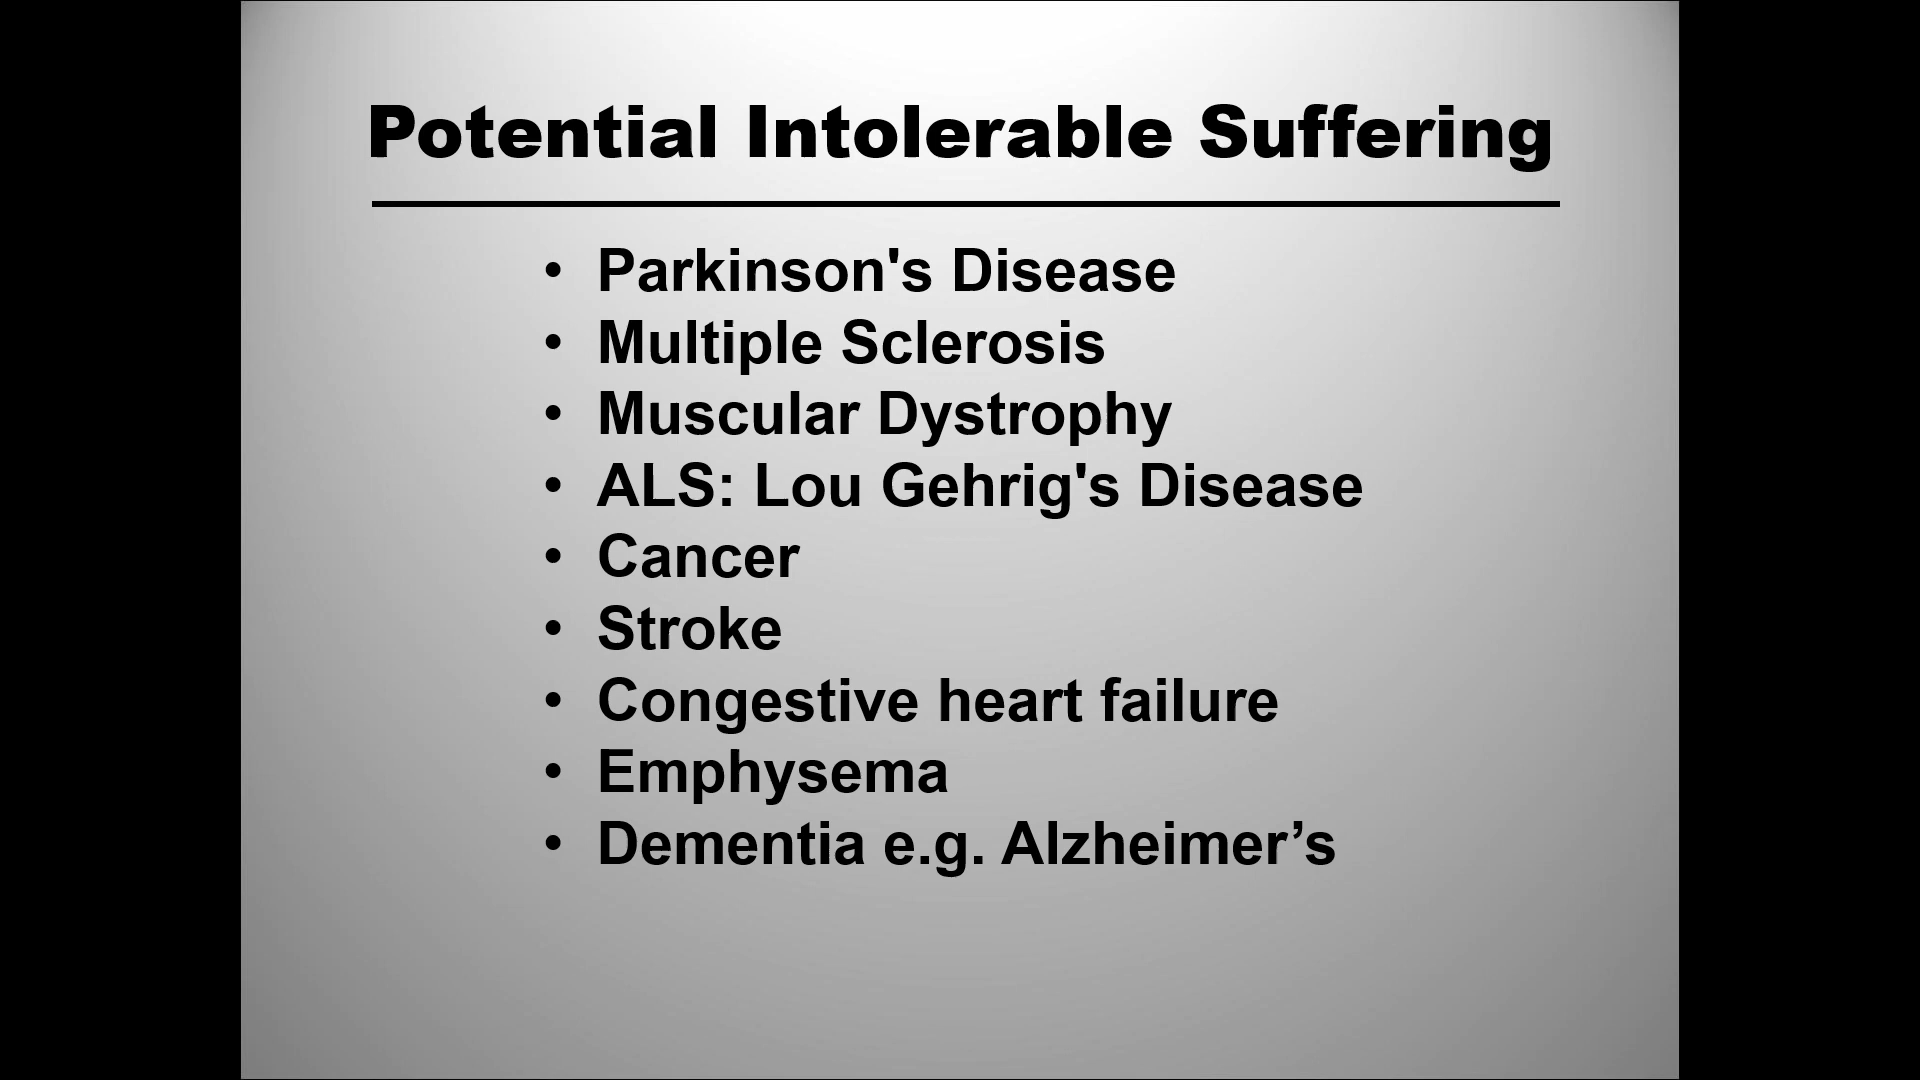 Potential Intolerable Suffering
• Parkinson's Disease
• Multiple Sclerosis
• Muscular Dystrophy
• ALS: Lou Gehrig's Disease
• Cancer
• Stroke
• Congestive heart failure
• Emphysema
• Dementia e.g. Alzheimer’s